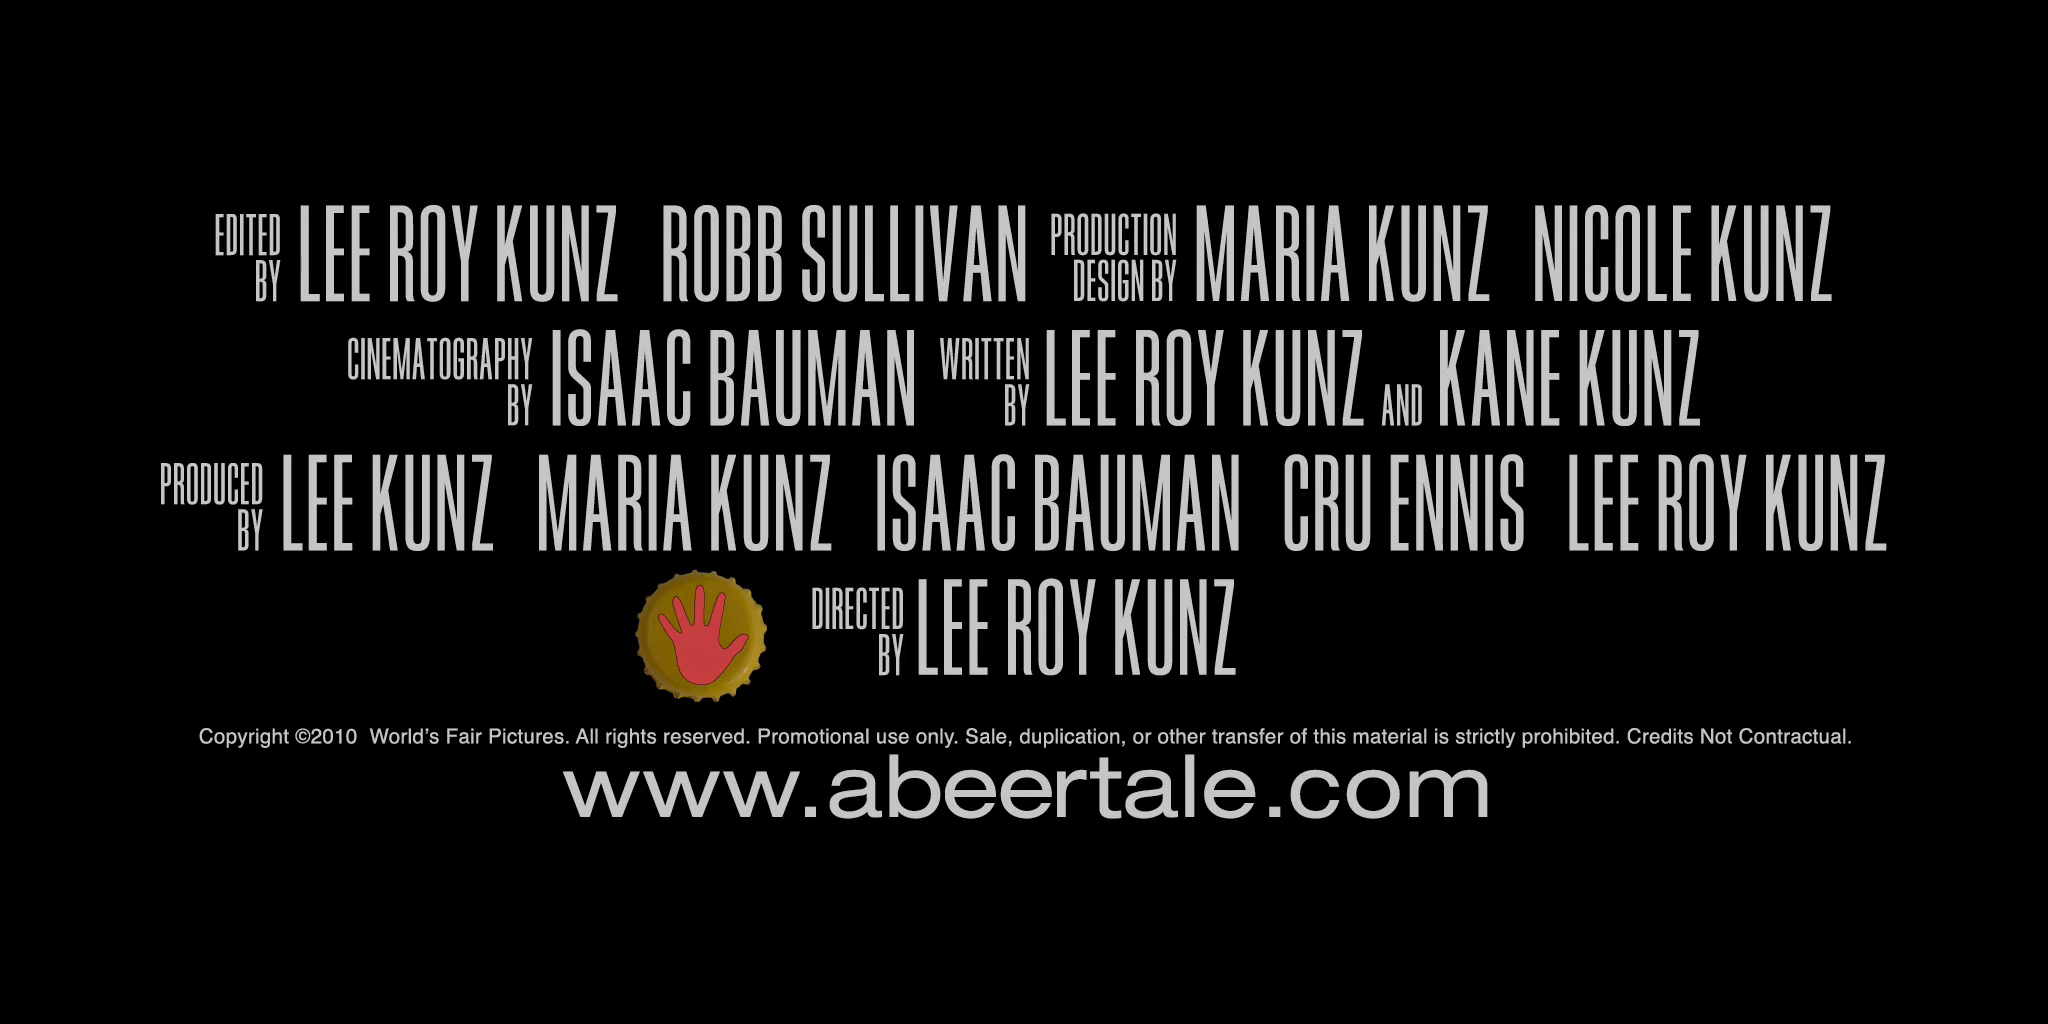 EDITED BY LEE ROY KUNZ ROBB SULLIVAN PRODUCTION DESIGN BY MARIA KUNZ NICOLE KUNZ
CINEMATOGRAPHY BY ISAAC BAUMAN WRITTEN BY LEE ROY KUNZ AND KANE KUNZ
PRODUCED BY LEE KUNZ MARIA KUNZ ISAAC BAUMAN CRU ENNIS LEE ROY KUNZ
DIRECTED BY LEE ROY KUNZ
Copyright ©2010 World's Fair Pictures. All rights reserved. Promotional use only. Sale, duplication, or other transfer of this material is strictly prohibited. Credits Not Contractual.
www.abeertale.com